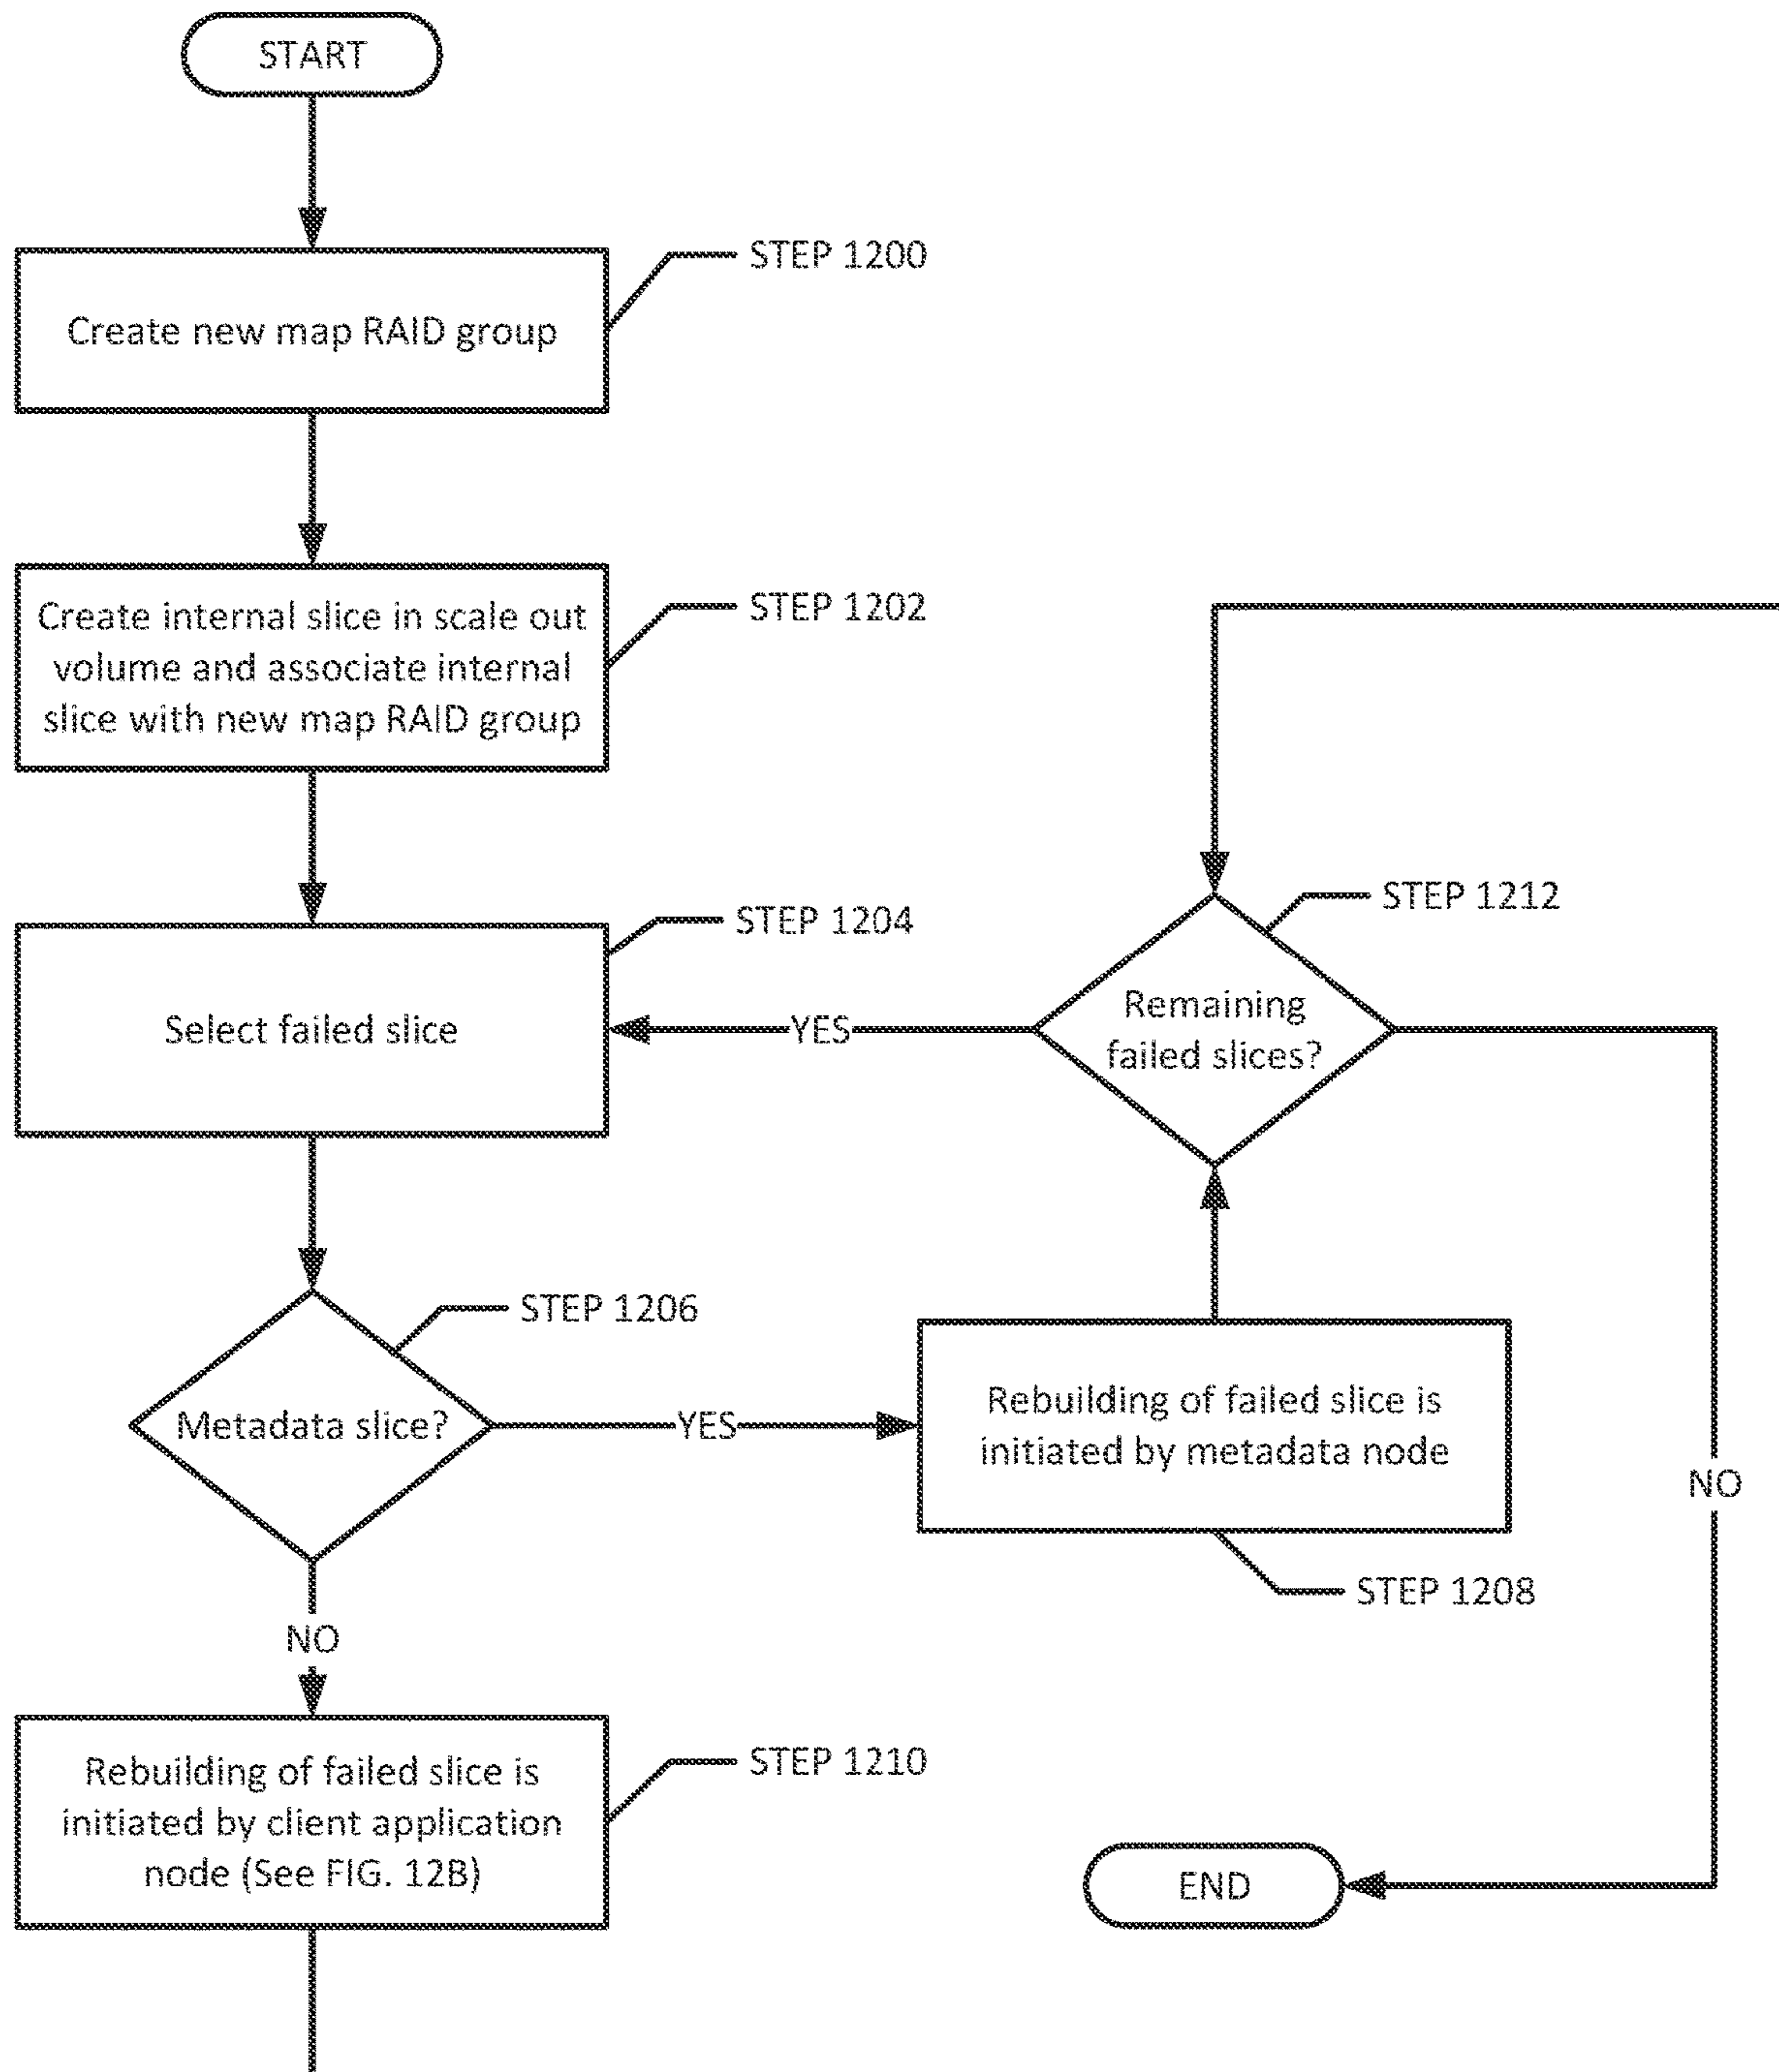 START
STEP 1200
Create new map RAID group
STEP 1202
Create internal slice in scale out
volume and associate internal
slice with new map RAID group
STEP 1204
Select failed slice
YES
STEP 1212
Remaining
failed slices?
STEP 1206
Metadata slice?
YES
Rebuilding of failed slice is
initiated by metadata node
STEP 1208
NO
NO
STEP 1210
Rebuilding of failed slice is
initiated by client application
node (See FIG. 12B)
END